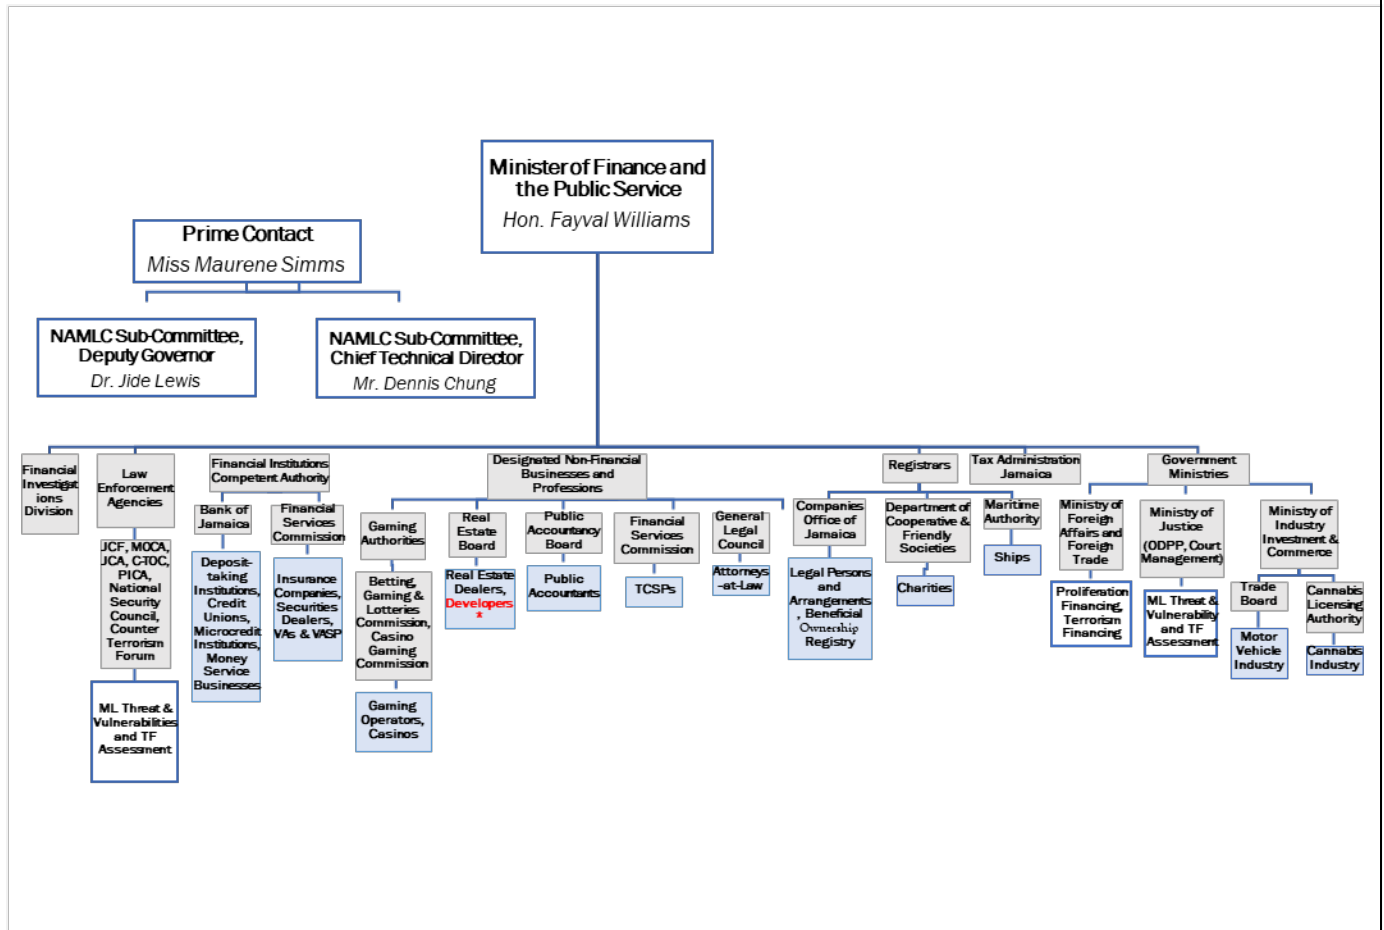 Minister of Finance and
the Public Service
Hon. Fayval Williams
Prime Contact
Miss Maurene Simms
NAMLC Sub-Committee,
Deputy Governor
Dr. Jide Lewis
NAMLC Sub-Committee,
Chief Technical Director
Mr. Dennis Chung
Financial
Investigat
ions
Division
Law
Enforcement
Agencies
JCF, MOCA,
JCA, C-TOC,
PICA,
National
Security
Council,
Counter
Terrorism
Forum
ML Threat &
Vulnerabilities
and TF
Assessment
Financial Institutions
Competent Authority
Bank of
Jamaica
Deposit-
taking
Institutions,
Credit
Unions,
Microcredit
Institutions,
Money
Service
Businesses
Financial
Services
Commission
Insurance
Companies,
Securities
Dealers,
VAs & VASP
Designated Non-Financial
Businesses and
Professions
Gaming
Authorities
Betting,
Gaming &
Lotteries
Commission,
Casino
Gaming
Commission
Gaming
Operators,
Casinos
Real
Estate
Board
Real Estate
Dealers,
Developers
*
Public
Accountancy
Board
Public
Accountants
Financial
Services
Commission
TCSPs
General
Legal
Council
Attorneys
-at-Law
Registrars
Companies
Office of
Jamaica
Legal Persons
and
Arrangements
, Beneficial
Ownership
Registry
Department of
Cooperative &
Friendly
Societies
Charities
Maritime
Authority
Ships
Tax Administration
Jamaica
Government
Ministries
Ministry of
Foreign
Affairs and
Foreign
Trade
Proliferation
Financing,
Terrorism
Financing
Ministry of
Justice
(ODPP, Court
Management)
ML Threat &
Vulnerability
and TF
Assessment
Ministry of
Industry
Investment &
Commerce
Trade
Board
Motor
Vehicle
Industry
Cannabis
Licensing
Authority
Cannabis
Industry